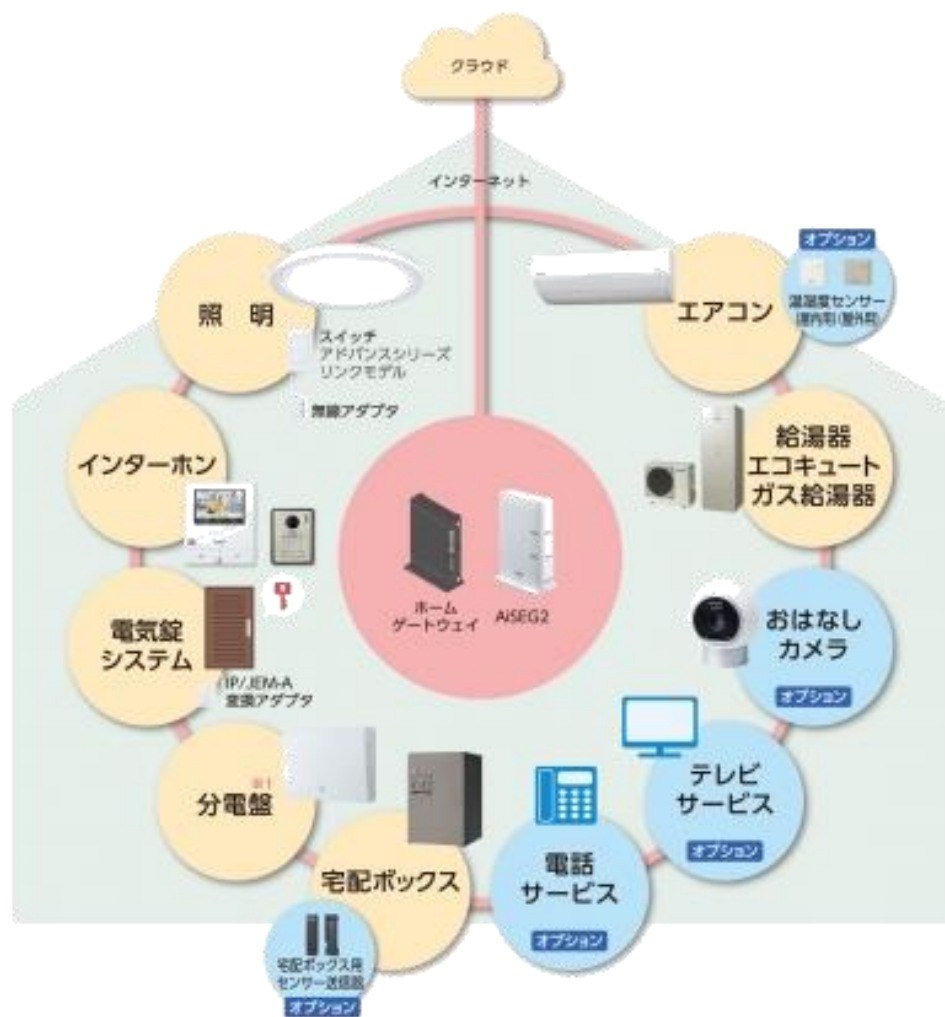 クラウド
インターネット
照 明
スイッチ
アドバンスシリーズ
リンクモデル
無線アダプタ
エアコン
オプション
温湿度センサー
(屋内用)(屋外用)
インターホン
給湯器
エコキュート
ガス給湯器
ホーム
ゲートウェイ
AiSEG2
電気錠
システム
IP/JEM-A
変換アダプタ
おはなし
カメラ
オプション
分電盤
※1
テレビ
サービス
オプション
宅配ボックス
電話
サービス
オプション
宅配ボックス用
センサー送信器
オプション